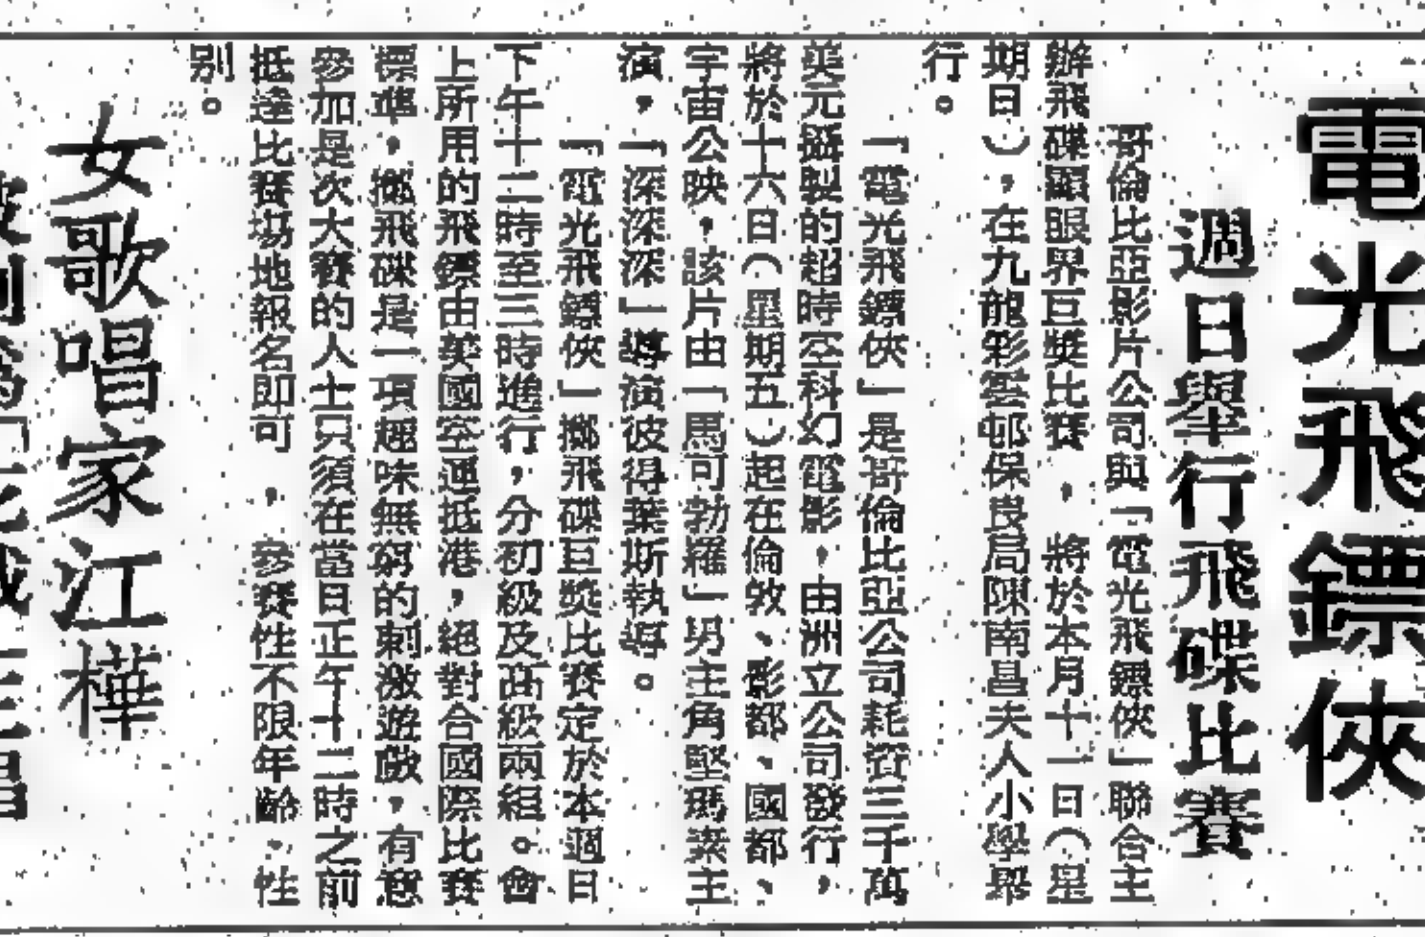 電光飛鏢俠
週日舉行飛碟比賽
哥倫比亞影片公司與「電光飛鏢俠」聯合主
辦飛碟顯眼界巨獎比賽，將於本月十一日（星
期日），在九龍彩雲邨保良局陳南昌夫人小學舉
行。
「電光飛鏢俠」是哥倫比亞公司耗資三千萬
美元攝製的超時空科幻電影，由洲立公司發行，
將於十六日（星期五）起在倫敦、影都、國都、
宇宙公映，該片由「馬可勃羅」男主角堅瑪素主
演，「深深深」導演彼得葉斯執導。
「電光飛鏢俠」擲飛碟巨獎比賽定於本週日
下午十二時至三時進行，分初級及高級兩組。會
上所用的飛鏢由美國空運抵港，絕對合國際比賽
標準，擲飛碟是一項趣味無窮的刺激遊戲，有意
參加是次大賽的人士只須在當日正午十二時之前
抵達比賽場地報名即可，參賽性不限年齡、性
別。
女歌唱家江樺